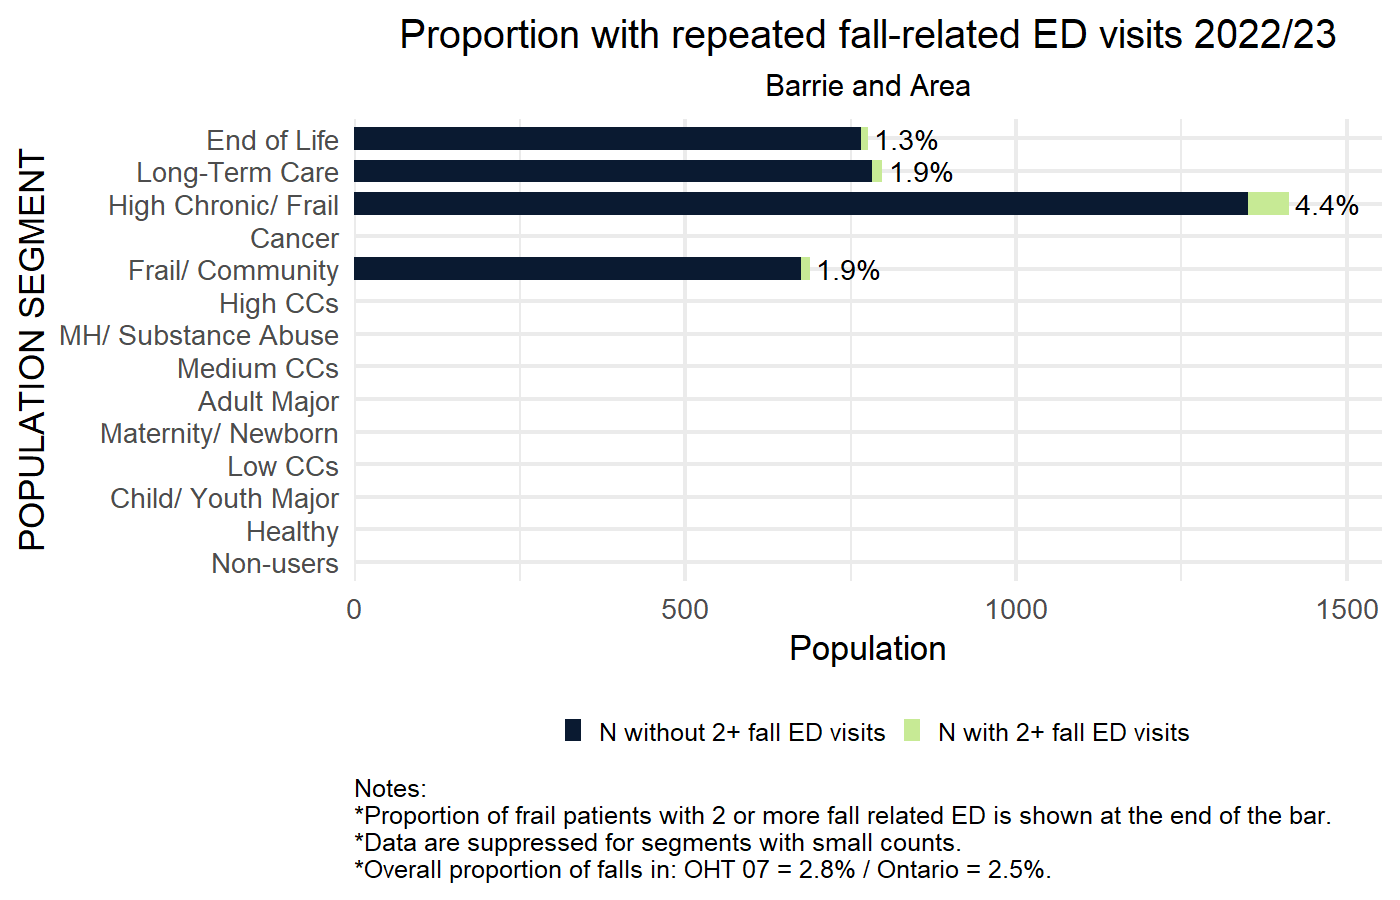 Proportion with repeated fall-related ED visits 2022/23
Barrie and Area
POPULATION SEGMENT
End of Life 1.3%
Long-Term Care 1.9%
High Chronic/ Frail 4.4%
Cancer
Frail/ Community 1.9%
High CCs
MH/ Substance Abuse
Medium CCs
Adult Major
Maternity/ Newborn
Low CCs
Child/ Youth Major
Healthy
Non-users
0 500 1000 1500
Population
N without 2+ fall ED visits N with 2+ fall ED visits
Notes:
*Proportion of frail patients with 2 or more fall related ED is shown at the end of the bar.
*Data are suppressed for segments with small counts.
*Overall proportion of falls in: OHT 07 = 2.8% / Ontario = 2.5%.